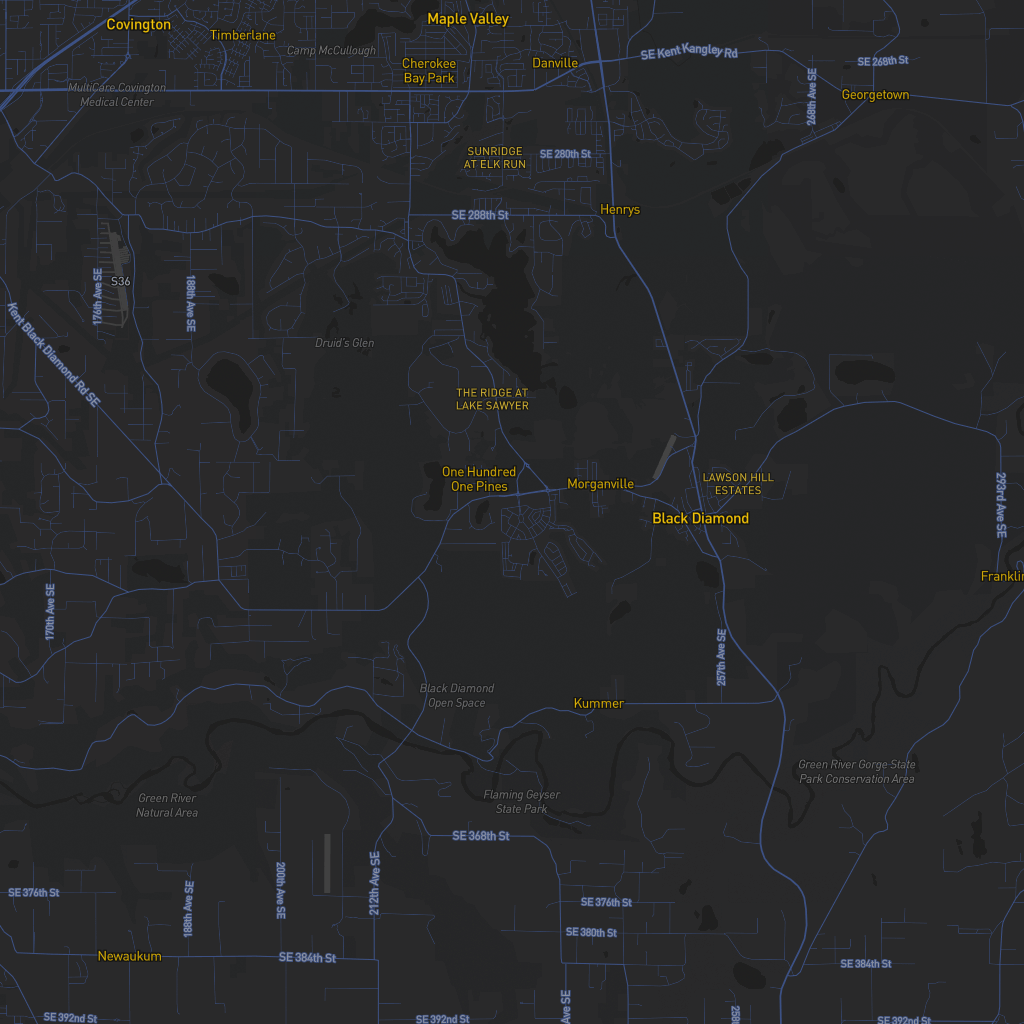 Covington
Maple Valley
Timberlane
Camp McCullough
SE Kent Kangley Rd
Cherokee
Bay Park
Danville
SE 268th St
268th Ave SE
MultiCare Covington
Medical Center
Georgetown
SUNRIDGE
AT ELK RUN
SE 280th St
SE 288th St
Henrys
S36
176th Ave SE
188th Ave SE
Kent Black Diamond Rd SE
Druid's Glen
THE RIDGE AT
LAKE SAWYER
One Hundred
One Pines
Morganville
LAWSON HILL
ESTATES
293rd Ave SE
Black Diamond
Franklin
170th Ave SE
257th Ave SE
Black Diamond
Open Space
Kummer
Green River Gorge State
Park Conservation Area
Green River
Natural Area
Flaming Geyser
State Park
SE 368th St
212th Ave SE
200th Ave SE
188th Ave SE
SE 376th St
SE 376th St
SE 380th St
Newaukum
SE 384th St
SE 384th St
Ave SE
258th
SE 392nd St
SE 392nd St
SE 392nd St